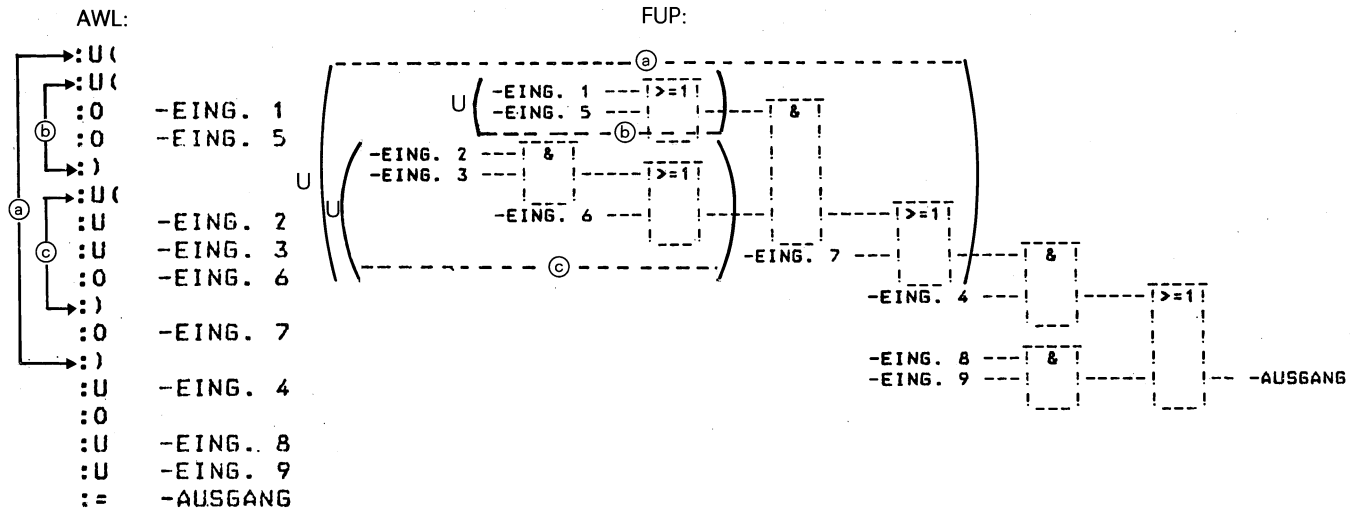 AWL:
:U(
:U(
:O -EING. 1
:O -EING. 5
:)
:U(
:U -EING. 2
:U -EING. 3
:O -EING. 6
:)
:O -EING. 7
:)
:U -EING. 4
:O
:U -EING. 8
:U -EING. 9
:= -AUSGANG
a
b
c
FUP:
a
U
U
-EING. 1 >=1
-EING. 5 &
b
U
-EING. 2 &
-EING. 3 >=1
-EING. 6 >=1
-EING. 7 &
c
-EING. 4 >=1
-EING. 8 &
-EING. 9 -AUSGANG